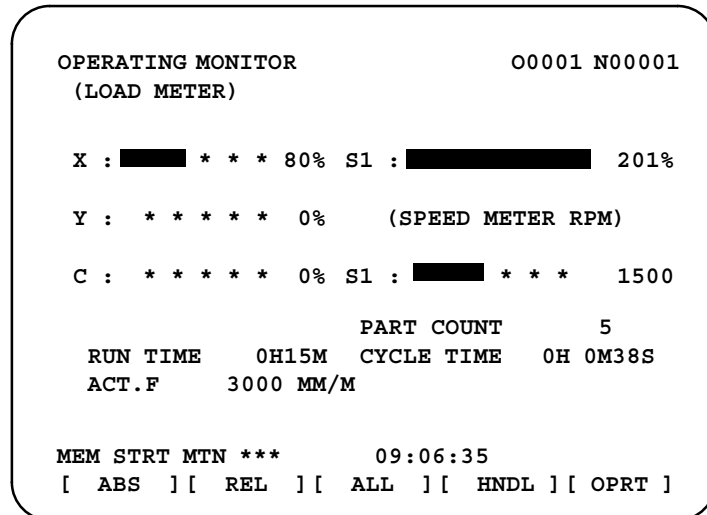 OPERATING MONITOR O0001 N00001
(LOAD METER)
X : * * * 80% S1 : 201%
Y : * * * * * 0% (SPEED METER RPM)
C : * * * * * 0% S1 : * * * 1500
PART COUNT 5
RUN TIME 0H15M CYCLE TIME 0H 0M38S
ACT.F 3000 MM/M
MEM STRT MTN *** 09:06:35
[ ABS ][ REL ][ ALL ][ HNDL ][ OPRT ]